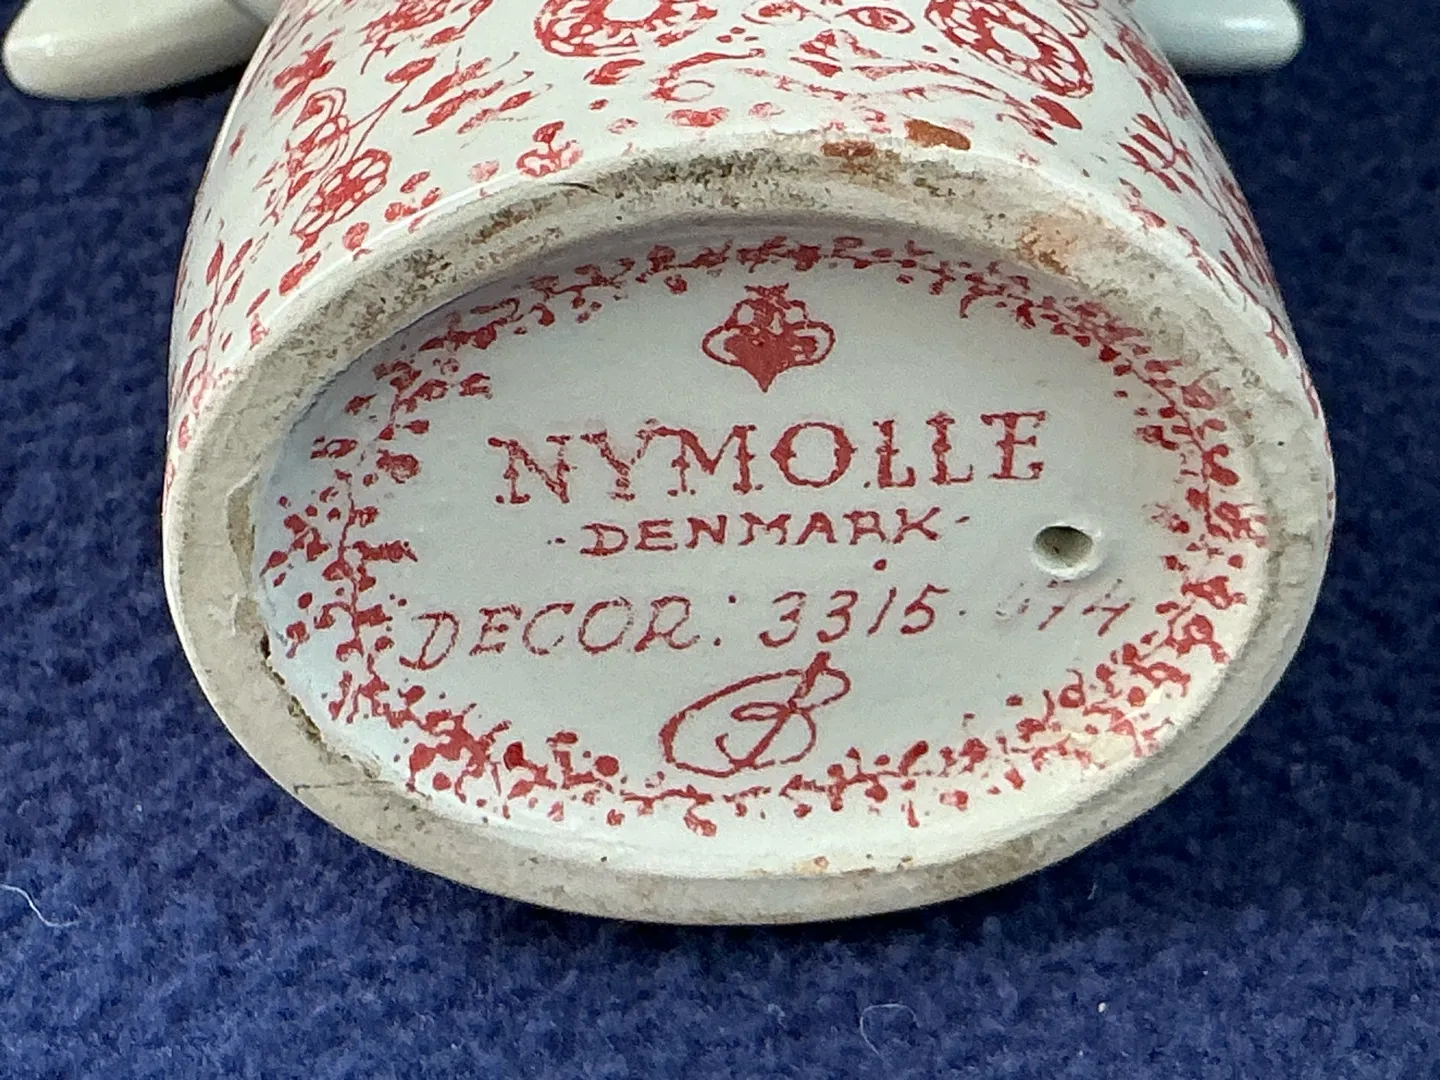 NYMOLLE
·DENMARK·
DECOR: 3315·